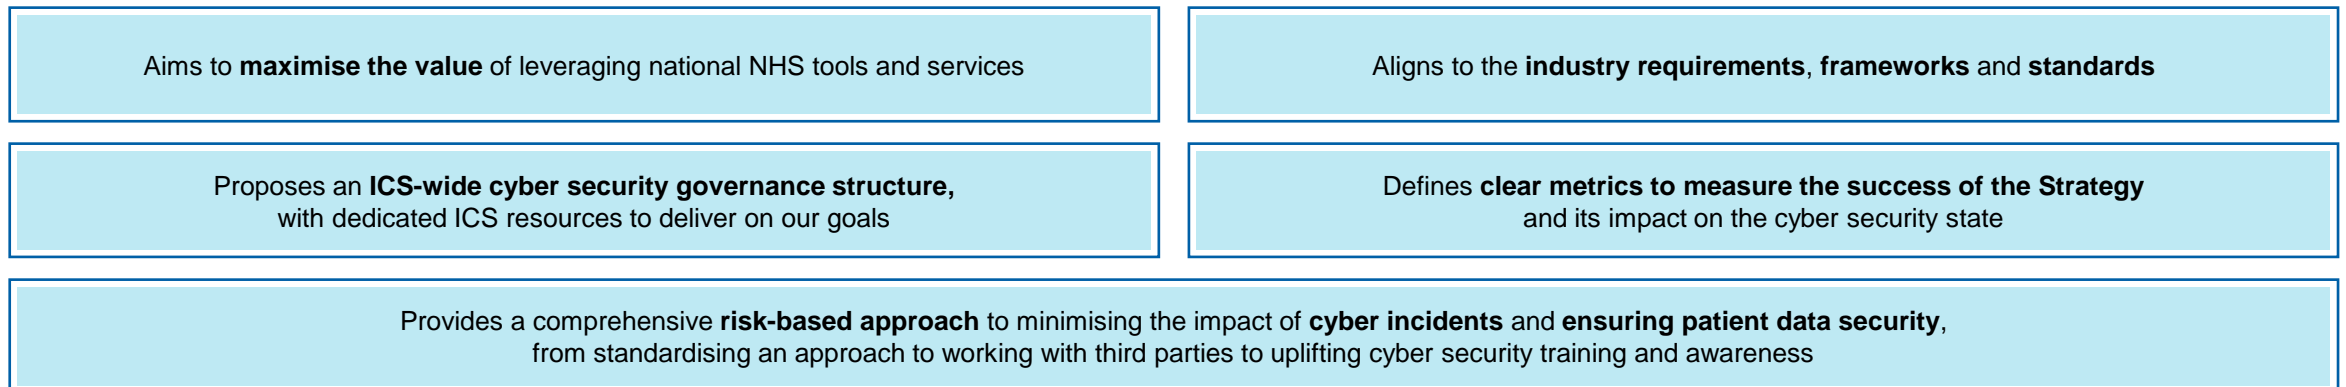 Aims to maximise the value of leveraging national NHS tools and services
Aligns to the industry requirements, frameworks and standards
Proposes an ICS-wide cyber security governance structure,
with dedicated ICS resources to deliver on our goals
Defines clear metrics to measure the success of the Strategy
and its impact on the cyber security state
Provides a comprehensive risk-based approach to minimising the impact of cyber incidents and ensuring patient data security,
from standardising an approach to working with third parties to uplifting cyber security training and awareness